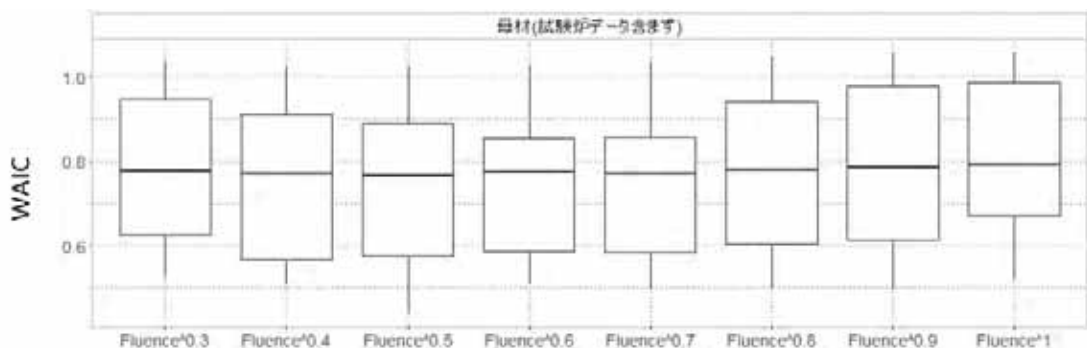 母材(試験炉データ含まず)
WAIC
1.0
0.8
0.6
Fluence^0.3 Fluence^0.4 Fluence^0.5 Fluence^0.6 Fluence^0.7 Fluence^0.8 Fluence^0.9 Fluence^1